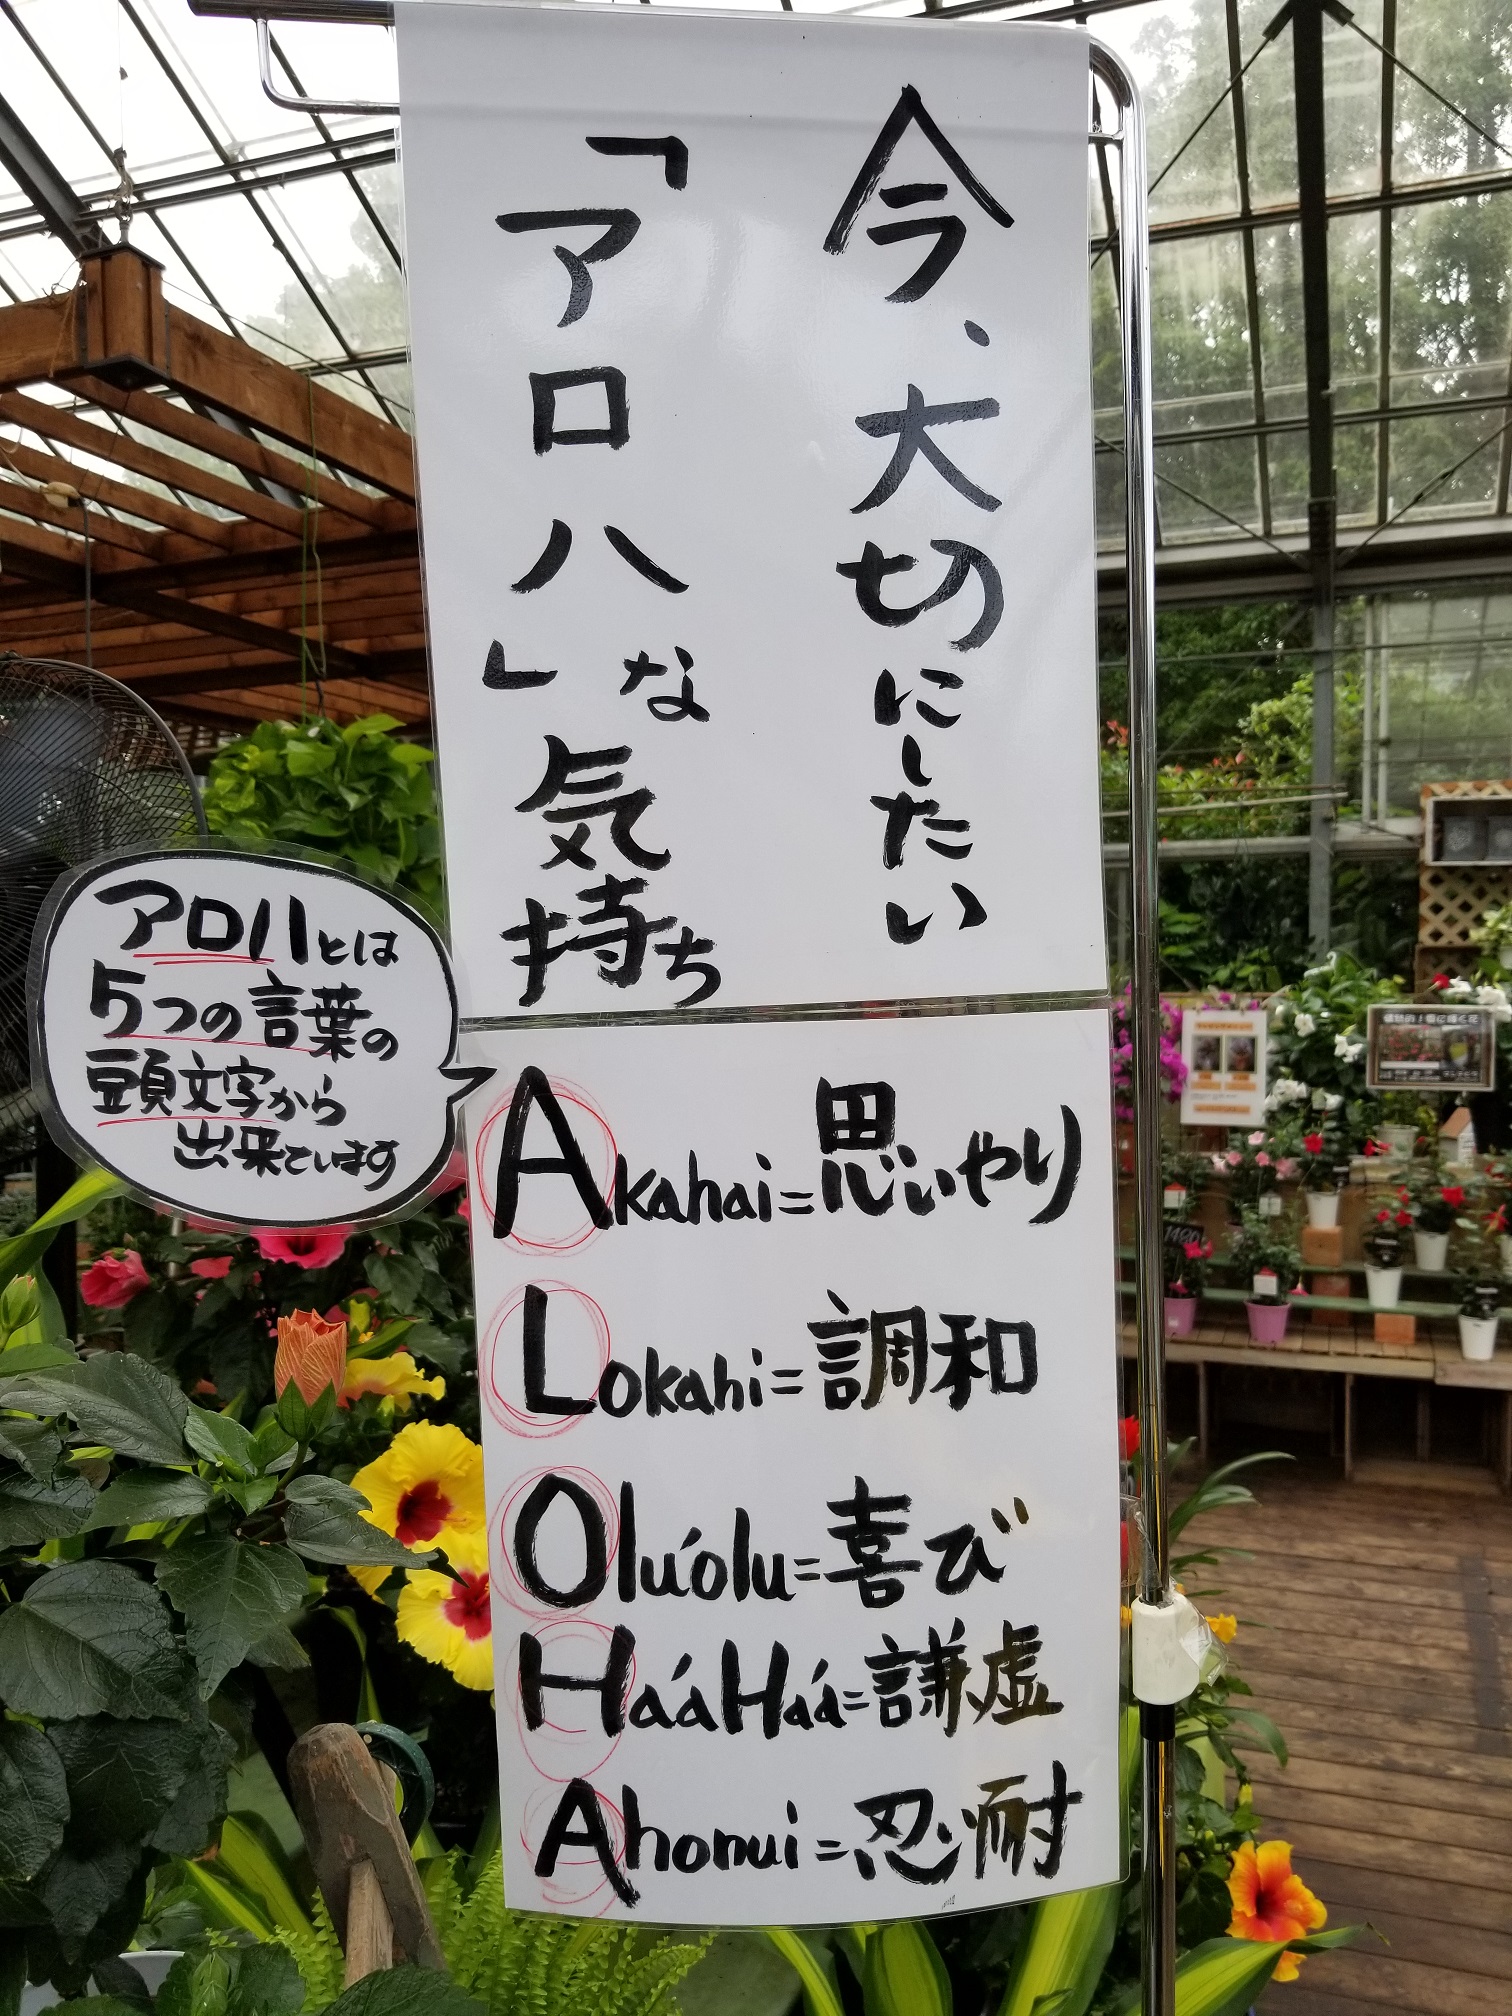 今、大切にしたい
「アロハ」な気持ち
アロハとは
5つの言葉の
頭文字から
出来ています
Akahai=思いやり
Lokahi=調和
Olu'olu=喜び
Ha'aHa'a=謙虚
Ahonui=忍耐